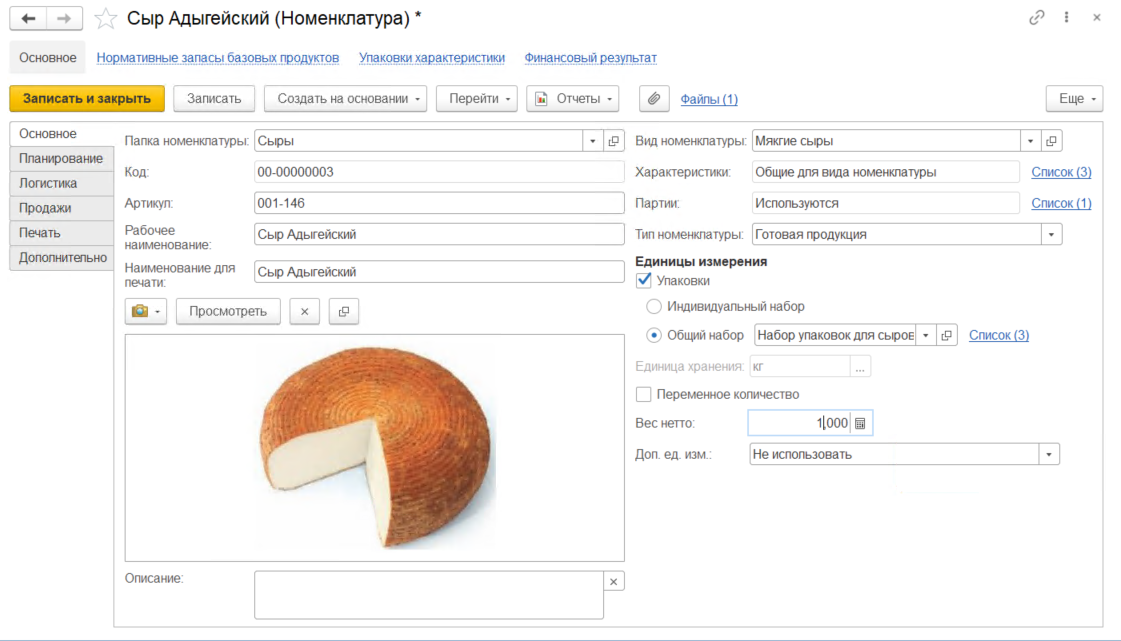 Сыр Адыгейский (Номенклатура) *
Основное Нормативные запасы базовых продуктов Упаковки характеристики Финансовый результат
Записать и закрыть Записать Создать на основании Перейти Отчеты Файлы (1) Еще
Основное
Планирование
Логистика
Продажи
Печать
Дополнительно
Папка номенклатуры: Сыры
Код: 00-00000003
Артикул: 001-146
Рабочее
наименование: Сыр Адыгейский
Наименование для
печати: Сыр Адыгейский
Просмотреть
Описание:
Вид номенклатуры: Мякгие сыры
Характеристики: Общие для вида номенклатуры Список (3)
Партии: Используются Список (1)
Тип номенклатуры: Готовая продукция
Единицы измерения
Упаковки
Индивидуальный набор
Общий набор Набор упаковок для сыров Список (3)
Единица хранения: кг ...
Переменное количество
Вес нетто: 1,000
Доп. ед. изм.: Не использовать